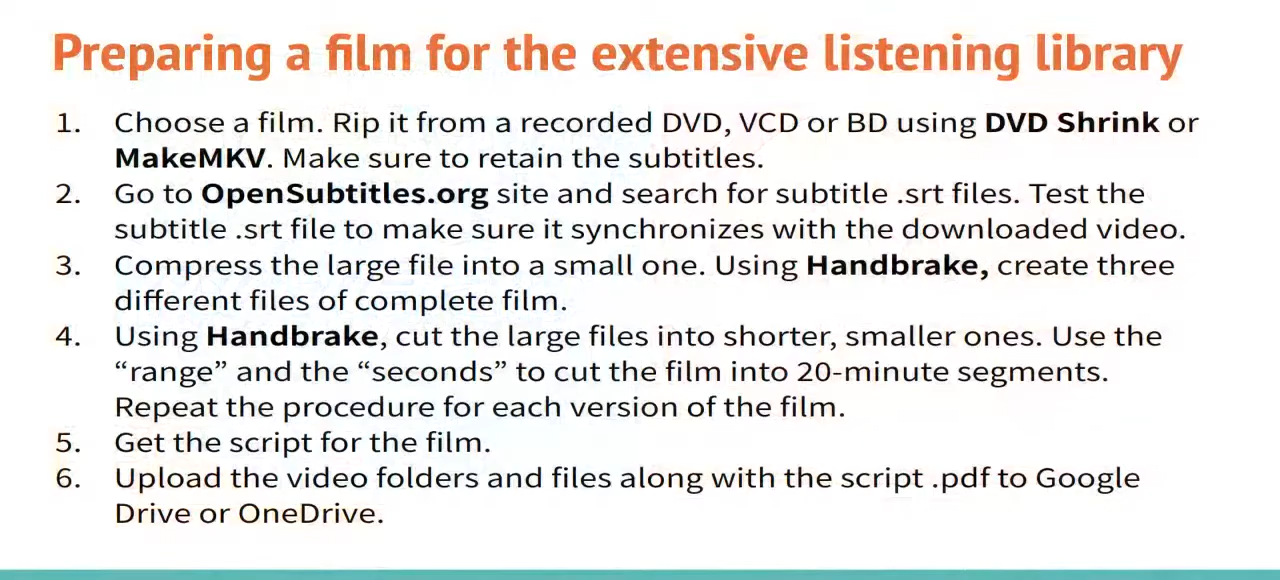 Preparing a film for the extensive listening library
1. Choose a film. Rip it from a recorded DVD, VCD or BD using DVD Shrink or
MakeMKV. Make sure to retain the subtitles.
2. Go to OpenSubtitles.org site and search for subtitle .srt files. Test the
subtitle .srt file to make sure it synchronizes with the downloaded video.
3. Compress the large file into a small one. Using Handbrake, create three
different files of complete film.
4. Using Handbrake, cut the large files into shorter, smaller ones. Use the
“range” and the “seconds” to cut the film into 20-minute segments.
Repeat the procedure for each version of the film.
5. Get the script for the film.
6. Upload the video folders and files along with the script .pdf to Google
Drive or OneDrive.